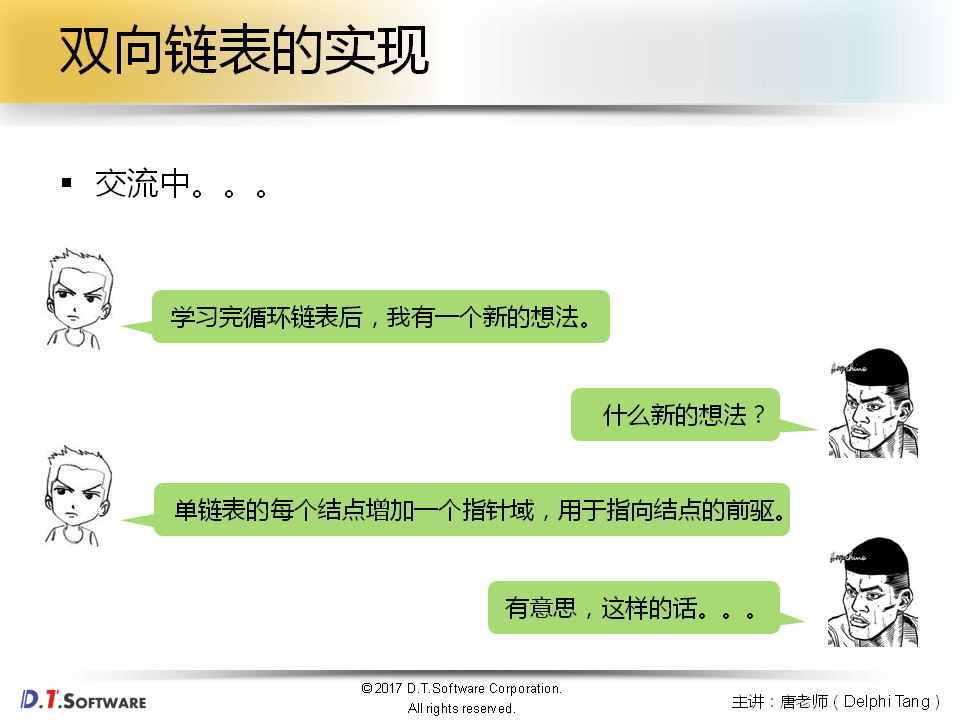 双向链表的实现
▪ 交流中。。。
学习完循环链表后，我有一个新的想法。
什么新的想法？
单链表的每个结点增加一个指针域，用于指向结点的前驱。
有意思，这样的话。。。
D.T.SOFTWARE
©2017 D.T.Software Corporation.
All rights reserved.
主讲：唐老师（Delphi Tang）